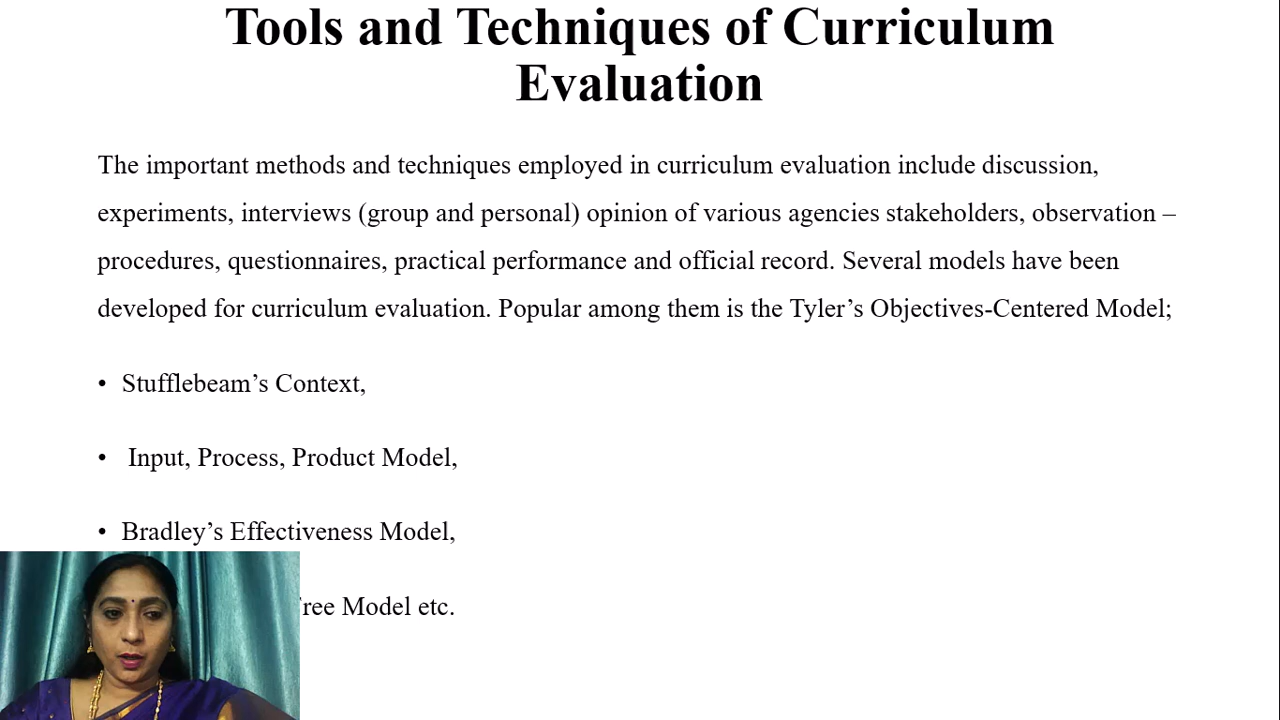 Tools and Techniques of Curriculum
Evaluation
The important methods and techniques employed in curriculum evaluation include discussion,
experiments, interviews (group and personal) opinion of various agencies stakeholders, observation –
procedures, questionnaires, practical performance and official record. Several models have been
developed for curriculum evaluation. Popular among them is the Tyler’s Objectives-Centered Model;
• Stufflebeam’s Context,
• Input, Process, Product Model,
• Bradley’s Effectiveness Model,
Model etc.